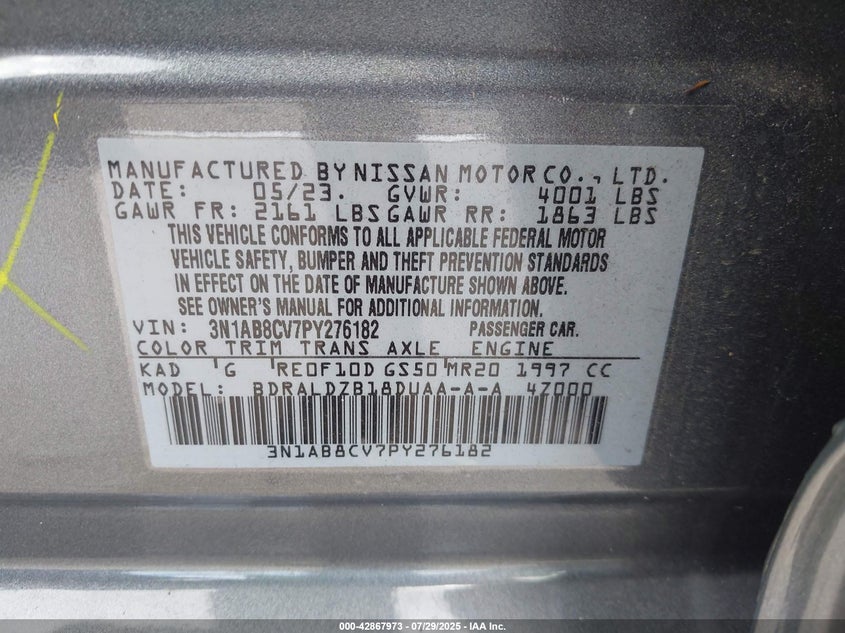 MANUFACTURED BY NISSAN MOTOR CO., LTD.
DATE: 05/23. GVWR: 4001 LBS
GAWR FR: 2161 LBS GAWR RR: 1863 LBS
THIS VEHICLE CONFORMS TO ALL APPLICABLE FEDERAL MOTOR
VEHICLE SAFETY, BUMPER AND THEFT PREVENTION STANDARDS
IN EFFECT ON THE DATE OF MANUFACTURE SHOWN ABOVE.
SEE OWNER'S MANUAL FOR ADDITIONAL INFORMATION.
VIN: 3N1AB8CV7PY276182 PASSENGER CAR.
COLOR TRIM TRANS AXLE ENGINE
KAD G RE0F10D GS50 MR20 1997 CC
MODEL: BDRALDZB18DUAA-A-A 4Z000
3N1AB8CV7PY276182
000-42867973 | 07/29/2025 - IAA Inc.